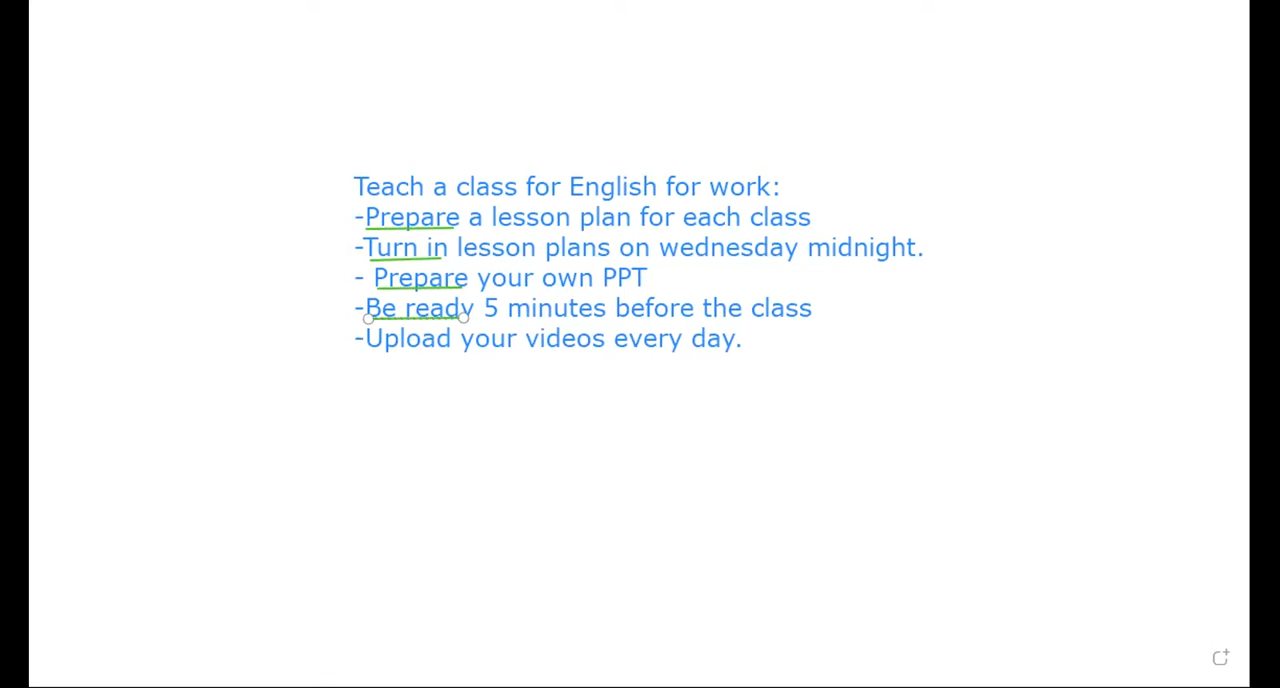 Teach a class for English for work:
-Prepare a lesson plan for each class
-Turn in lesson plans on wednesday midnight.
- Prepare your own PPT
-Be ready 5 minutes before the class
-Upload your videos every day.